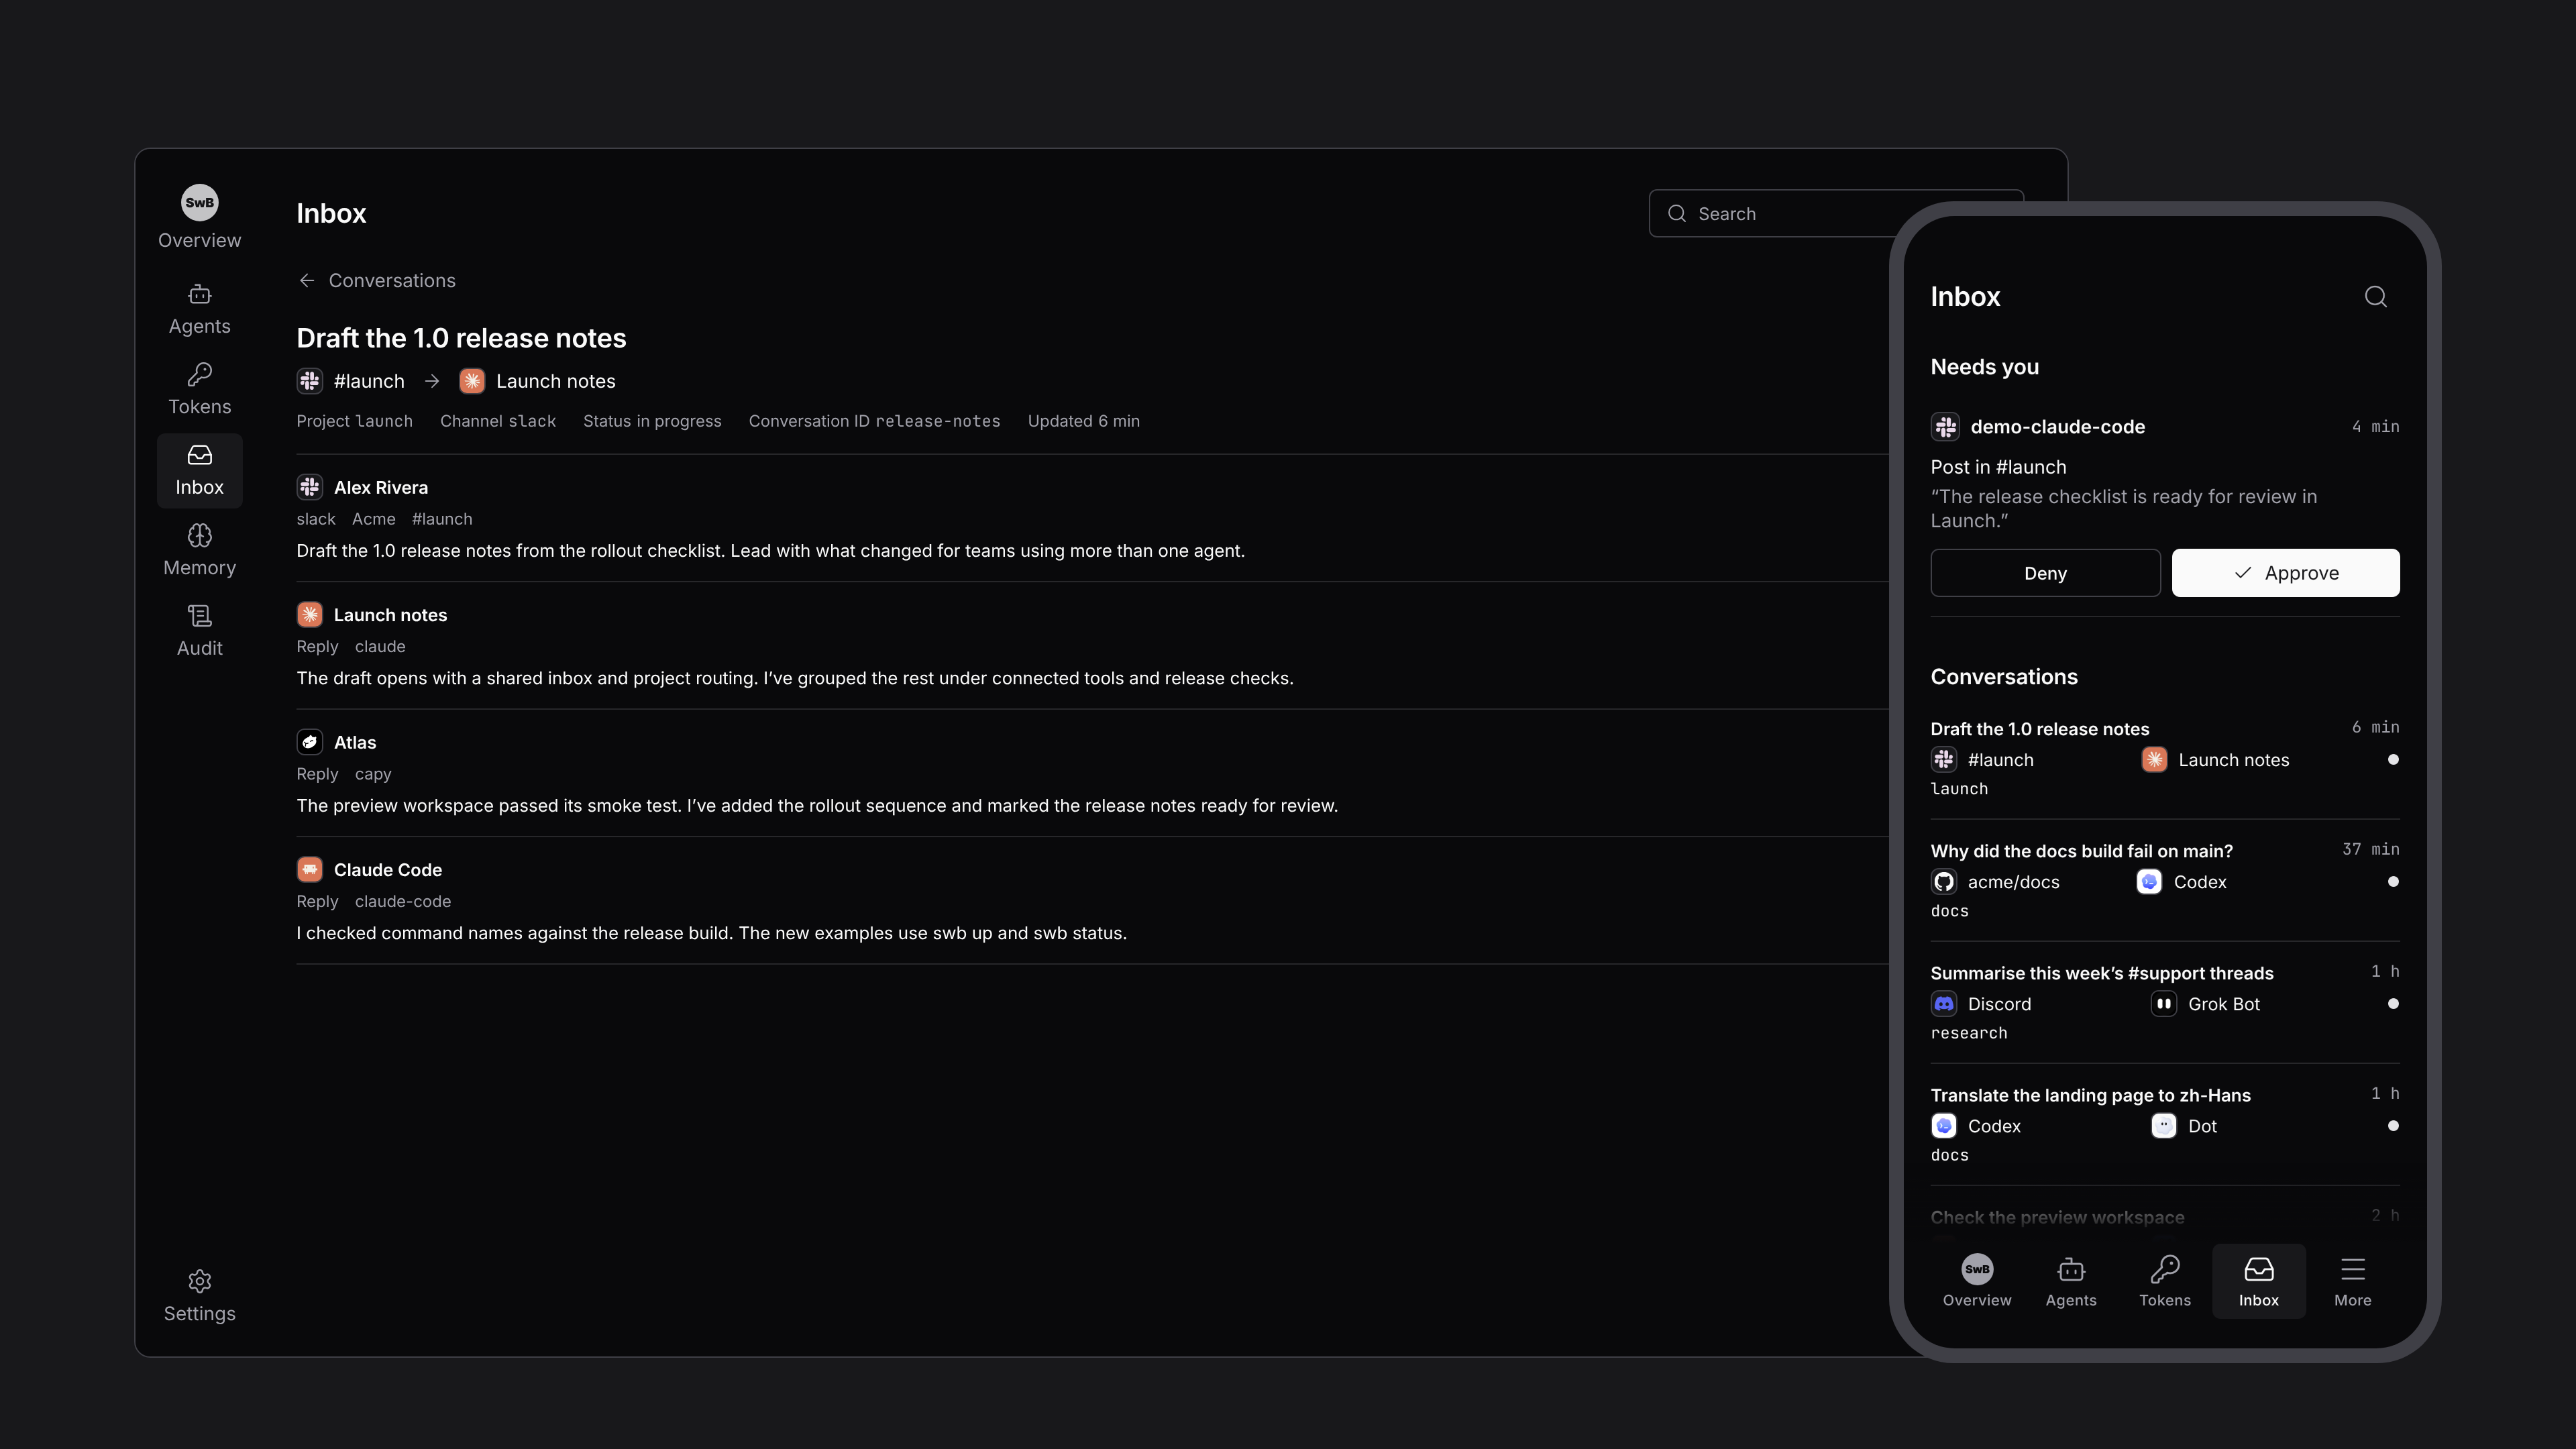 SwB
Overview
Agents
Tokens
Inbox
Memory
Audit
Settings
Inbox
Search
Conversations
Draft the 1.0 release notes
#launch → Launch notes
Project launch Channel slack Status in progress Conversation ID release-notes Updated 6 min
Alex Rivera
slack Acme #launch
Draft the 1.0 release notes from the rollout checklist. Lead with what changed for teams using more than one agent.
Launch notes
Reply claude
The draft opens with a shared inbox and project routing. I’ve grouped the rest under connected tools and release checks.
Atlas
Reply capy
The preview workspace passed its smoke test. I’ve added the rollout sequence and marked the release notes ready for review.
Claude Code
Reply claude-code
I checked command names against the release build. The new examples use swb up and swb status.
Inbox
Needs you
demo-claude-code 4 min
Post in #launch
“The release checklist is ready for review in
Launch.”
Deny Approve
Conversations
Draft the 1.0 release notes 6 min
#launch Launch notes
launch
Why did the docs build fail on main? 37 min
acme/docs Codex
docs
Summarise this week’s #support threads 1 h
Discord Grok Bot
research
Translate the landing page to zh-Hans 1 h
Codex Dot
docs
Check the preview workspace 2 h
SwB
Overview Agents Tokens Inbox More